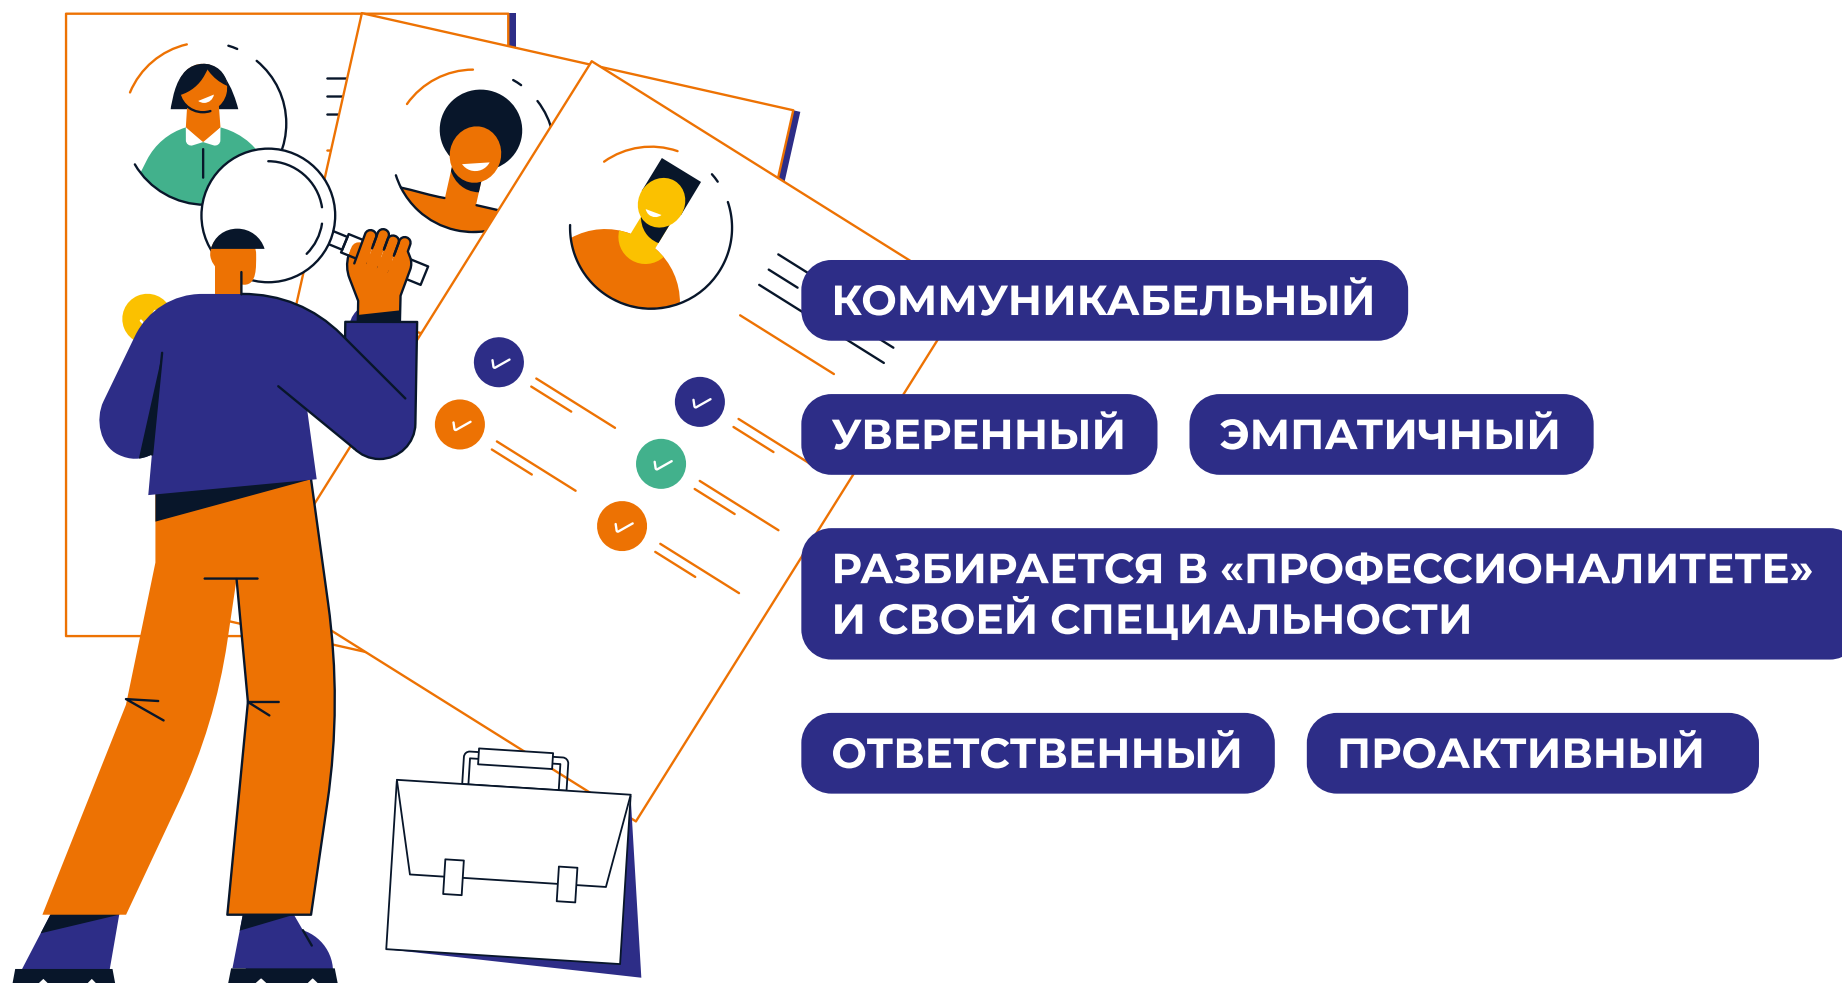 КОММУНИКАБЕЛЬНЫЙ
УВЕРЕННЫЙ
ЭМПАТИЧНЫЙ
РАЗБИРАЕТСЯ В «ПРОФЕССИОНАЛИТЕТЕ»
И СВОЕЙ СПЕЦИАЛЬНОСТИ
ОТВЕТСТВЕННЫЙ
ПРОАКТИВНЫЙ